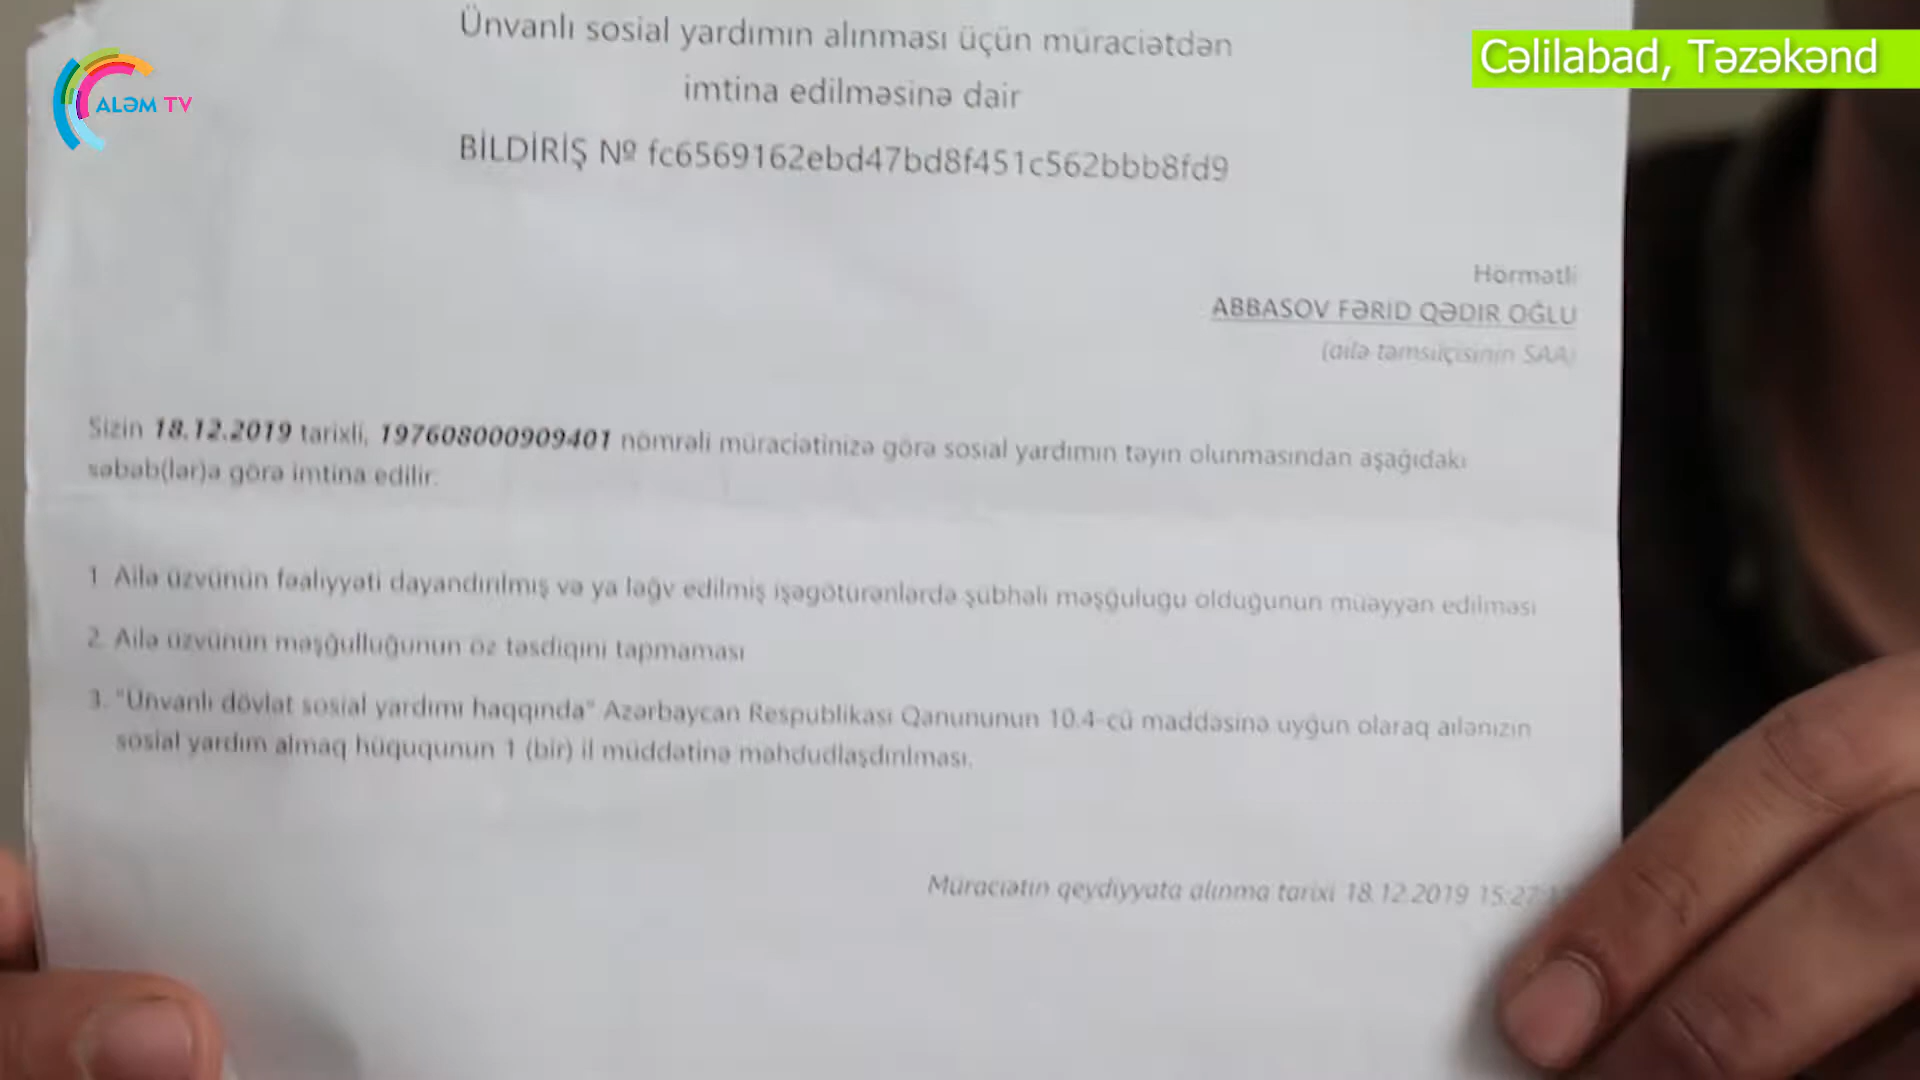 Ünvanlı sosial yardımın alınması üçün müraciətdən
imtina edilməsinə dair
BİLDİRİŞ № fc6569162ebd47bd8f451c562bbb8fd9
Cəlilabad, Təzəkənd
ALƏM TV
Hörmətli
ABBASOV FƏRİD QƏDIR OĞLU
(ailə təmsilçisinin SAA)
Sizin 18.12.2019 tarixli, 197608000909401 nömrəli müraciətinizə görə sosial yardımın təyin olunmasından aşağıdakı
səbəb(lər)ə görə imtina edilir:
1 Ailə üzvünün fəaliyyəti dayandırılmış və ya ləğv edilmiş işəgötürənlərdə şübhəli məşğuluğu olduğunun müəyyən edilməsi
2. Ailə üzvünün məşğulluğunun öz təsdiqini tapmaması
3. "Ünvanlı dövlət sosial yardımı haqqında" Azərbaycan Respublikası Qanununun 10.4-cü maddəsinə uyğun olaraq ailənizin
sosial yardım almaq hüququnun 1 (bir) il müddətinə məhdudlaşdırılması.
Müraciətin qeydiyyata alınma tarixi 18.12.2019 15:27